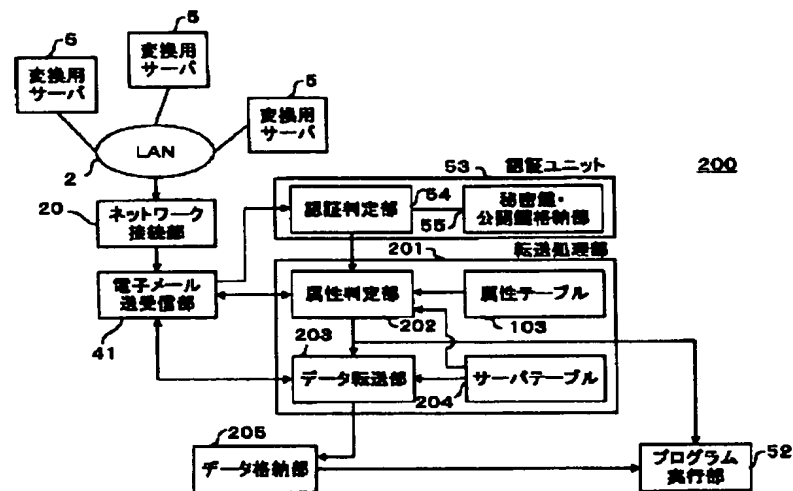 5
6
変換用
サーバ
変換用
サーバ
5
変換用
サーバ
LAN
2
53
認証ユニット
200
20
ネットワーク
接続部
認証判定部
54
55
秘密鍵・
公開鍵格納部
201
転送処理部
電子メール
送受信部
41
属性判定部
202
属性テーブル
103
203
データ転送部
204
サーバテーブル
205
データ格納部
プログラム
実行部
52